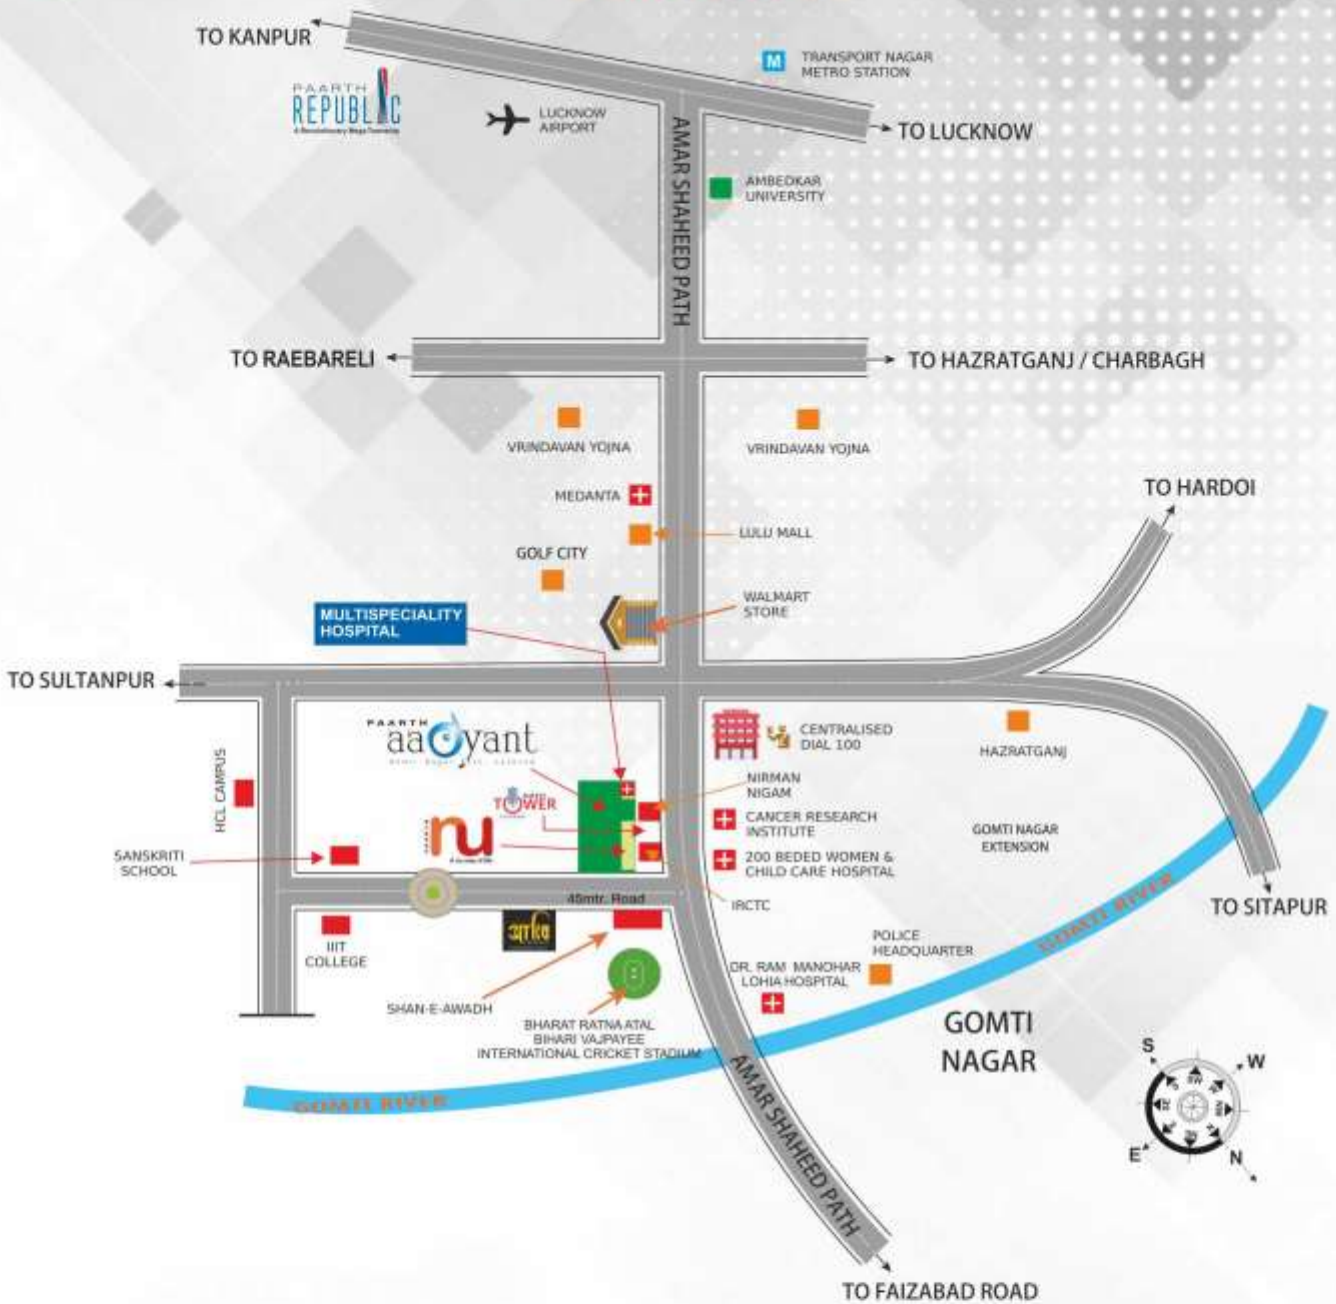 TO KANPUR
PAARTH
REPUBLIC
A Revolutionary Mega Township
LUCKNOW
AIRPORT
M
TRANSPORT NAGAR
METRO STATION
TO LUCKNOW
AMAR SHAHEED PATH
AMBEDKAR
UNIVERSITY
TO RAEBARELI
TO HAZRATGANJ / CHARBAGH
VRINDAVAN YOJNA
VRINDAVAN YOJNA
MEDANTA
LULU MALL
GOLF CITY
WALMART
STORE
TO HARDOI
MULTISPECIALITY
HOSPITAL
TO SULTANPUR
PAARTH
aadyant
CENTRALISED
DIAL 100
HAZRATGANJ
HCL CAMPUS
TOWER
NIRMAN
NIGAM
CANCER RESEARCH
INSTITUTE
nu
GOMTI NAGAR
EXTENSION
SANSKRITI
SCHOOL
200 BEDED WOMEN &
CHILD CARE HOSPITAL
45mtr. Road
IRCTC
TO SITAPUR
IIIT
COLLEGE
GOMTI RIVER
POLICE
HEADQUARTER
DR. RAM MANOHAR
LOHIA HOSPITAL
SHAN-E-AWADH
BHARAT RATNA ATAL
BIHARI VAJPAYEE
INTERNATIONAL CRICKET STADIUM
GOMTI
NAGAR
GOMTI RIVER
AMAR SHAHEED PATH
S
W
E
N
TO FAIZABAD ROAD